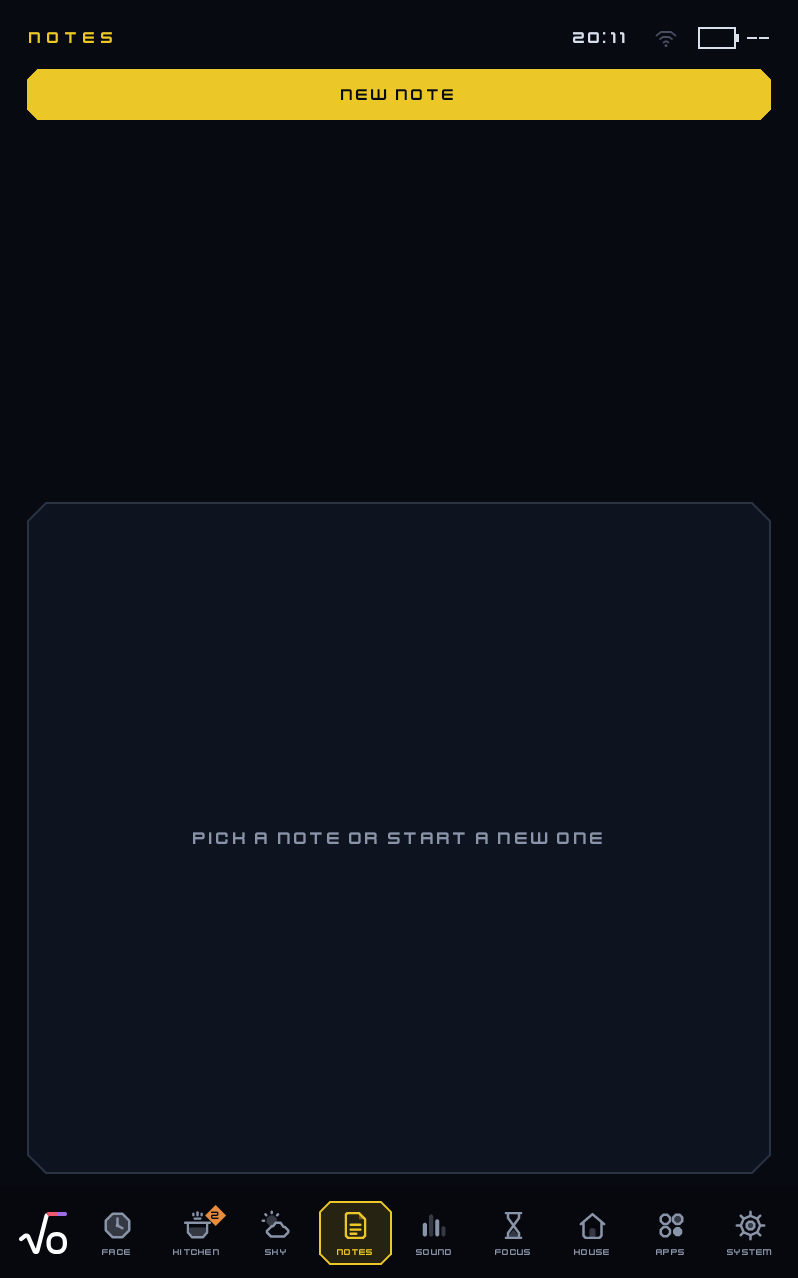 NOTES
20:11
--
NEW NOTE
PICK A NOTE OR START A NEW ONE
2
FACE
KITCHEN
SKY
NOTES
SOUND
FOCUS
HOUSE
APPS
SYSTEM